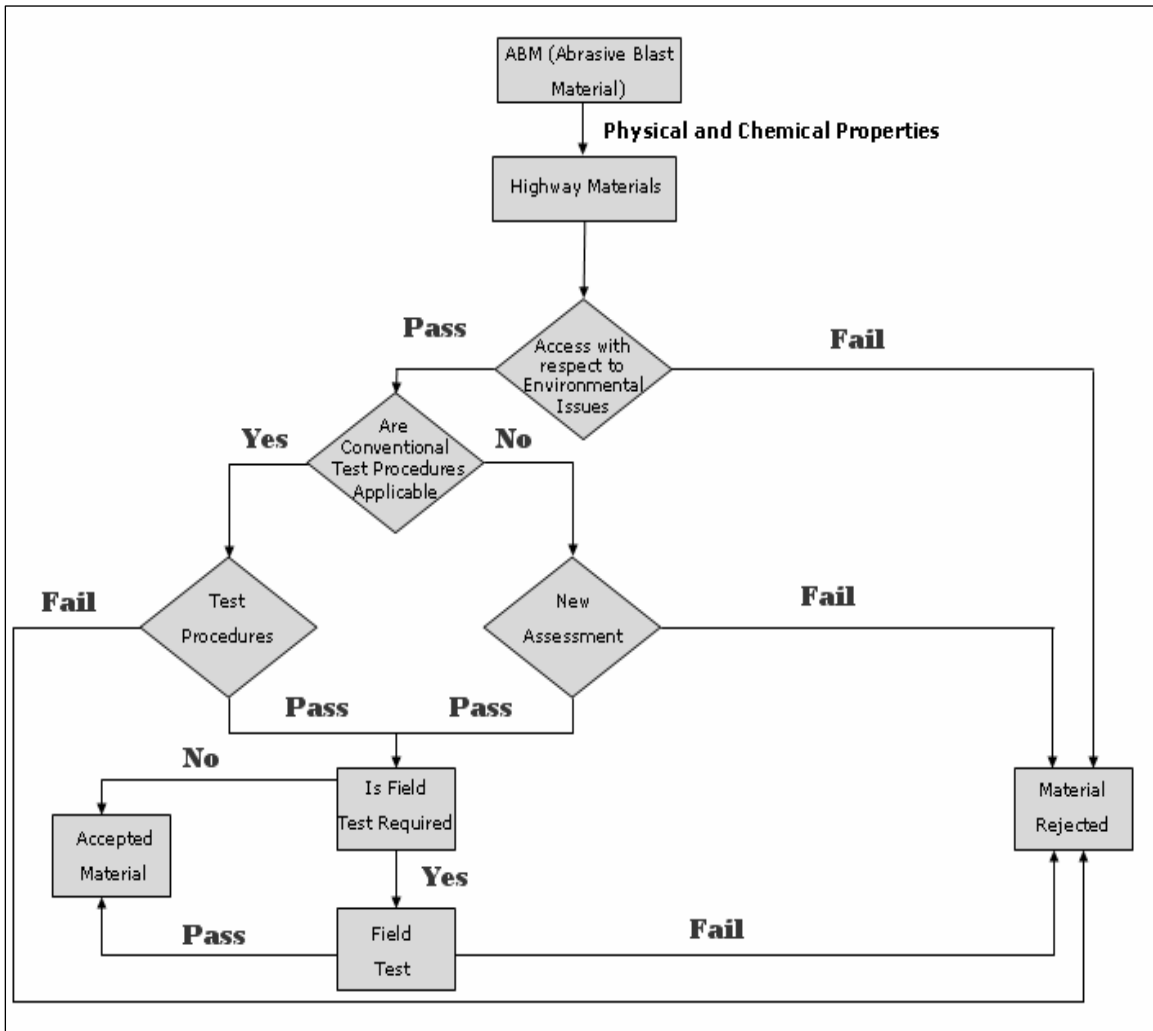 ABM (Abrasive Blast
Material)
Physical and Chemical Properties
Highway Materials
Pass
Fail
Access with
respect to
Environmental
Issues
Yes
No
Are
Conventional
Test Procedures
Applicable
Fail
Test
Procedures
New
Assessment
Fail
Pass
Pass
No
Is Field
Test Required
Material
Rejected
Accepted
Material
Yes
Pass
Field
Test
Fail